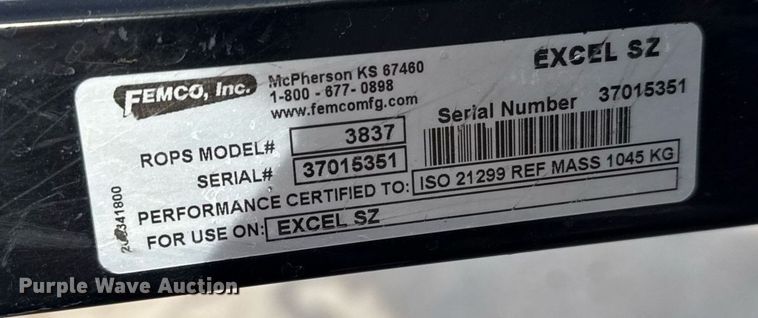 FEMCO, Inc.
McPherson KS 67460
1-800-677-0898
www.femcomfg.com
EXCEL SZ
Serial Number 37015351
ROPS MODEL# 3837
SERIAL# 37015351
PERFORMANCE CERTIFIED TO: ISO 21299 REF MASS 1045 KG
FOR USE ON: EXCEL SZ
Purple Wave Auction